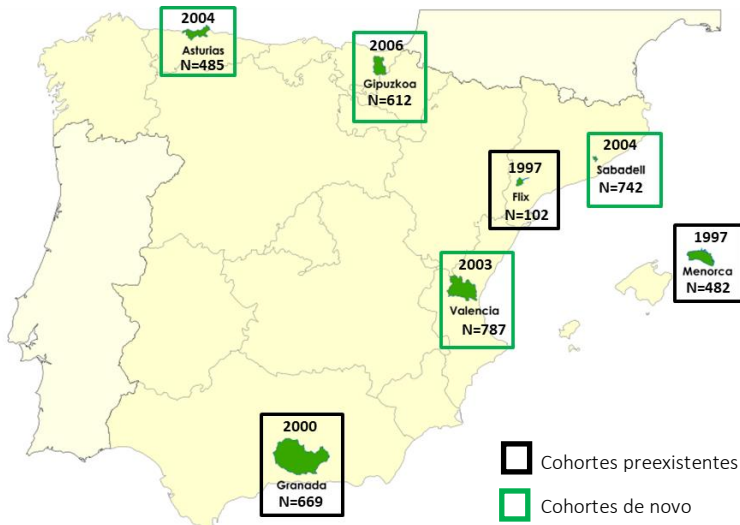 2004
Asturias
N=485
2006
Gipuzkoa
N=612
1997
Flix
N=102
2004
Sabadell
N=742
1997
Menorca
N=482
2003
Valencia
N=787
2000
Granada
N=669
Cohortes preexistentes
Cohortes de novo